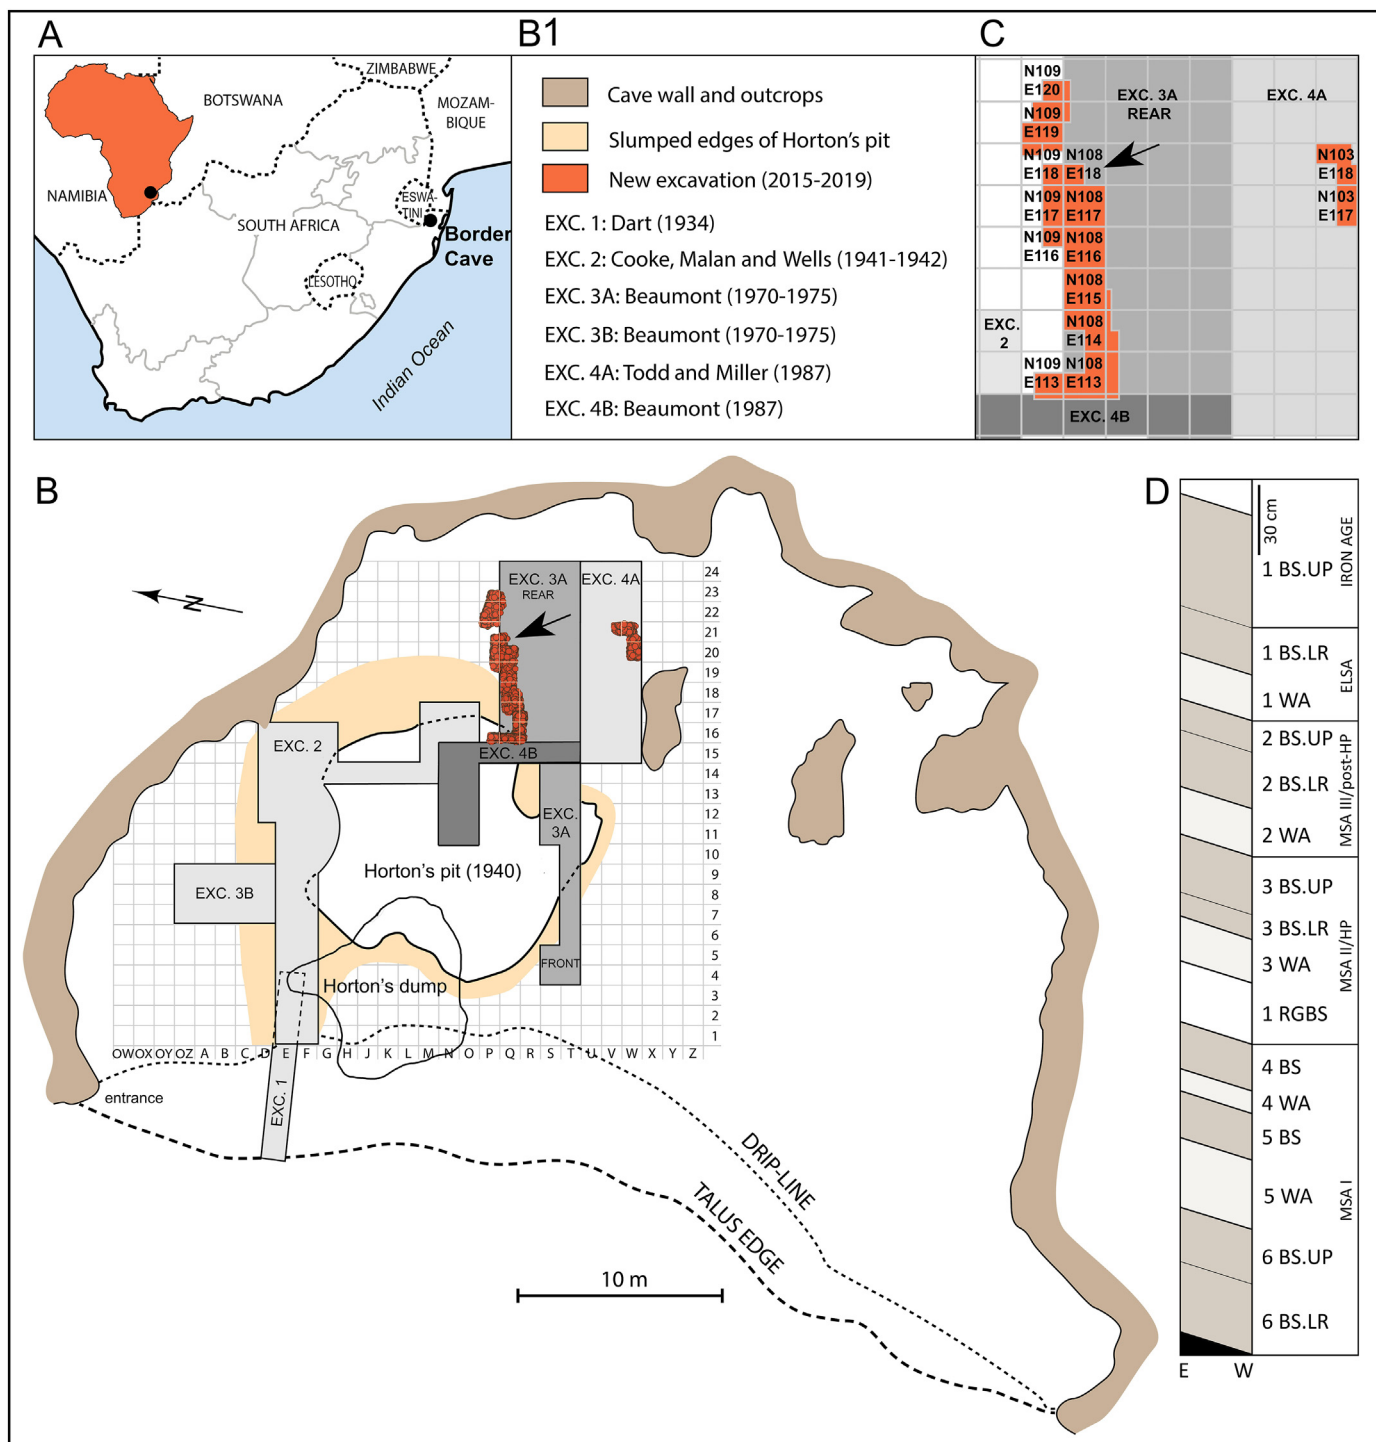 A
ZIMBABWE
BOTSWANA
MOZAM-
BIQUE
NAMIBIA
ESWA-
TINI
SOUTH AFRICA
Border
Cave
LESOTHO
Indian Ocean
B1
Cave wall and outcrops
Slumped edges of Horton's pit
New excavation (2015-2019)
EXC. 1: Dart (1934)
EXC. 2: Cooke, Malan and Wells (1941-1942)
EXC. 3A: Beaumont (1970-1975)
EXC. 3B: Beaumont (1970-1975)
EXC. 4A: Todd and Miller (1987)
EXC. 4B: Beaumont (1987)
C
N109
E120
EXC. 3A
REAR
EXC. 4A
N109
E119
N109 N108
E118 E118
N103
E118
N109 N108
E117 E117
N103
E117
N109 N108
E116 E116
N108
E115
EXC.
2
N108
E114
N109 N108
E113 E113
EXC. 4B
B
N
EXC. 3A
REAR
EXC. 4A
24
23
22
21
20
19
18
17
16
15
14
13
12
11
10
9
8
7
6
5
4
3
2
1
EXC. 2
EXC. 4B
EXC.
3A
Horton's pit (1940)
EXC. 3B
FRONT
Horton's dump
OW OX OY OZ A B C D E F G H J K L M N O P Q R S T U V W X Y Z
entrance
EXC. 1
DRIP-LINE
TALUS EDGE
10 m
D
30 cm
1 BS.UP
IRON AGE
1 BS.LR
1 WA
ELSA
2 BS.UP
2 BS.LR
2 WA
MSA III/post-HP
3 BS.UP
3 BS.LR
3 WA
1 RGBS
MSA II/HP
4 BS
4 WA
5 BS
5 WA
6 BS.UP
6 BS.LR
MSA I
E W